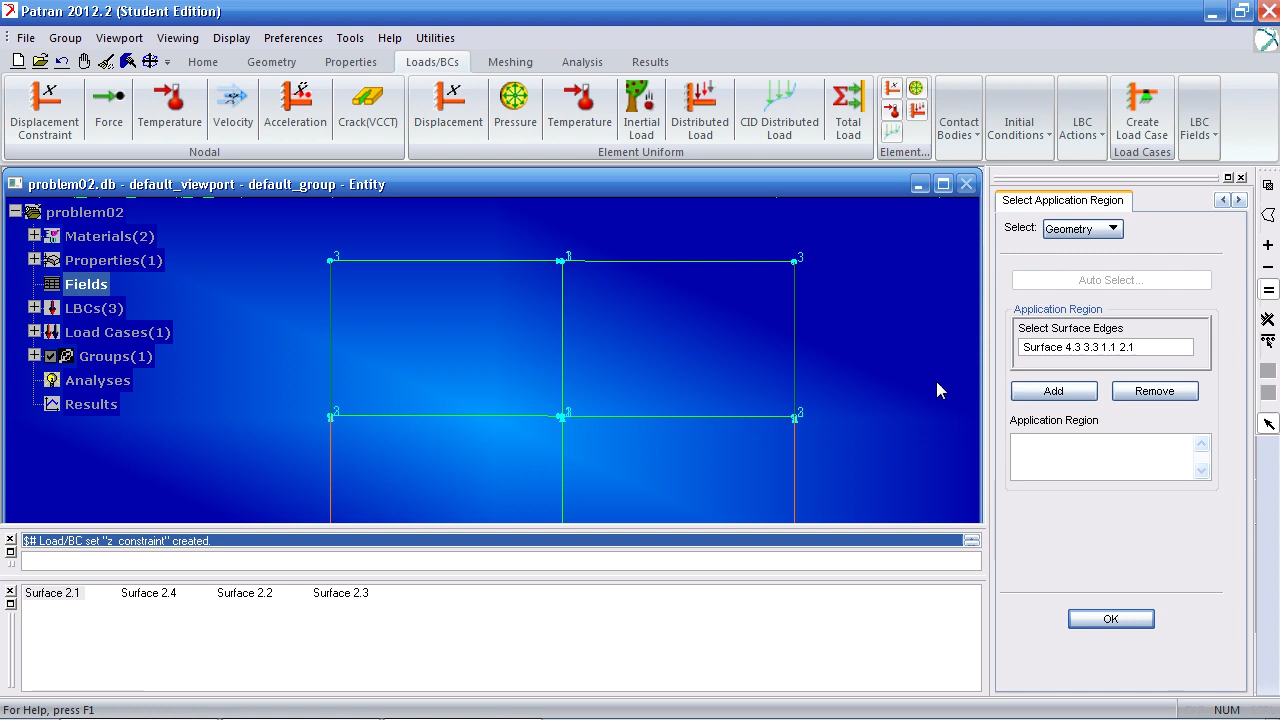 Patran 2012.2 (Student Edition)
File Group Viewport Viewing Display Preferences Tools Help Utilities
Home Geometry Properties Loads/BCs Meshing Analysis Results
Displacement Constraint
Force
Temperature
Velocity
Acceleration
Crack(VCCT)
Nodal
Displacement
Pressure
Temperature
Inertial Load
Distributed Load
CID Distributed Load
Total Load
Element Uniform
Element...
Contact Bodies
Initial Conditions
LBC Actions
Create Load Case
Load Cases
LBC Fields
problem02.db - default_viewport - default_group - Entity
problem02
Materials(2)
Properties(1)
Fields
LBCs(3)
Load Cases(1)
Groups(1)
Analyses
Results
3 3
3 3
Select Application Region
Select: Geometry
Auto Select...
Application Region
Select Surface Edges
Surface 4.3 3.3 1.1 2.1
Add Remove
Application Region
OK
$# Load/BC set "z_constraint" created.
Surface 2.1 Surface 2.4 Surface 2.2 Surface 2.3
For Help, press F1
NUM